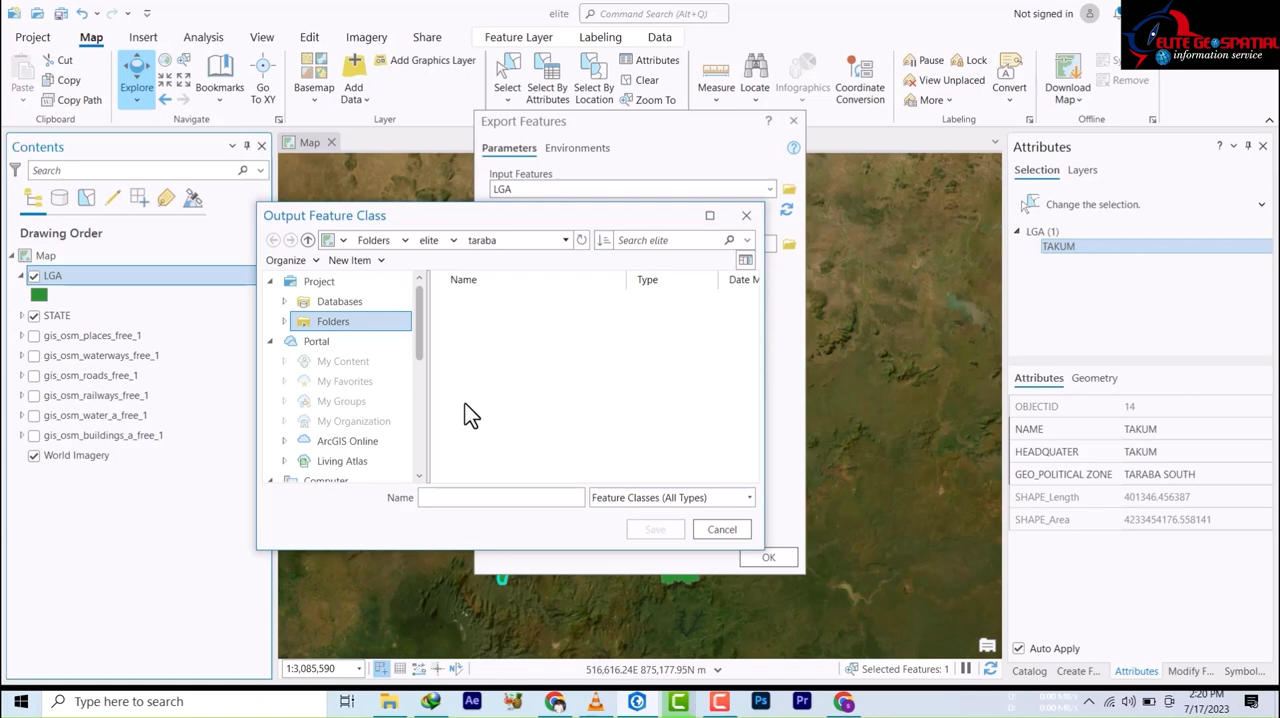 elite
Command Search (Alt+Q)
Not signed in
ELITE GEOSPATIAL
information service
Project
Map
Insert
Analysis
View
Edit
Imagery
Share
Feature Layer
Labeling
Data
Paste
Cut
Copy
Copy Path
Clipboard
Explore
Bookmarks
Go To XY
Navigate
Basemap
Add Data
Add Graphics Layer
Layer
Select
Select By Attributes
Select By Location
Attributes
Clear
Zoom To
Measure
Locate
Infographics
Coordinate Conversion
Pause
Lock
View Unplaced
More
Labeling
Convert
Download Map
Remove
Offline
Contents
Search
Drawing Order
Map
LGA
STATE
gis_osm_places_free_1
gis_osm_waterways_free_1
gis_osm_roads_free_1
gis_osm_railways_free_1
gis_osm_water_a_free_1
gis_osm_buildings_a_free_1
World Imagery
Map
Export Features
Parameters
Environments
Input Features
LGA
OK
Output Feature Class
Folders
elite
taraba
Search elite
Organize
New Item
Name
Type
Date M
Project
Databases
Folders
Portal
My Content
My Favorites
My Groups
My Organization
ArcGIS Online
Living Atlas
Computer
Name
Feature Classes (All Types)
Save
Cancel
Attributes
Selection
Layers
Change the selection.
LGA (1)
TAKUM
Attributes
Geometry
OBJECTID 14
NAME TAKUM
HEADQUATER TAKUM
GEO_POLITICAL ZONE TARABA SOUTH
SHAPE_Length 401346.456387
SHAPE_Area 4233454176.558141
Auto Apply
1:3,085,590
516,616.24E 875,177.95N m
Selected Features: 1
Catalog
Create F...
Attributes
Modify F...
Symbol...
Type here to search
2:20 PM
7/17/2023